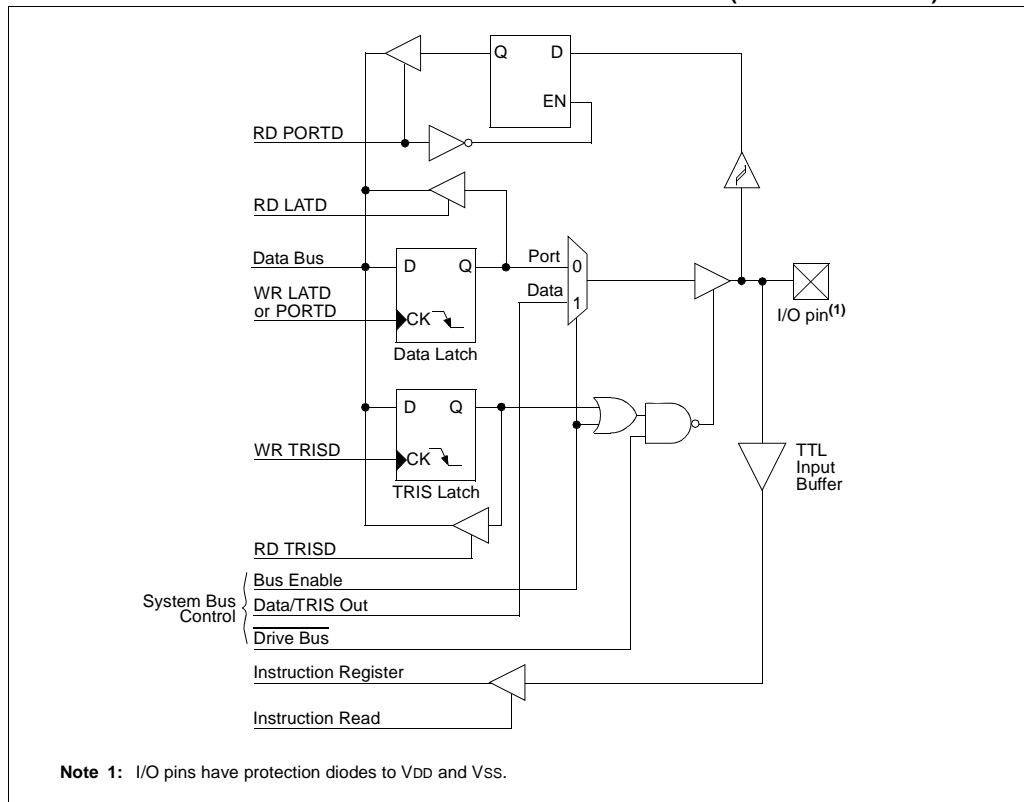 Q D
EN
RD PORTD
RD LATD
Data Bus
D Q
Port
0
Data
1
WR LATD
or PORTD
CK
Data Latch
I/O pin(1)
D Q
WR TRISD
CK
TRIS Latch
TTL
Input
Buffer
RD TRISD
System Bus
Control
Bus Enable
Data/TRIS Out
Drive Bus
Instruction Register
Instruction Read
Note 1: I/O pins have protection diodes to VDD and VSS.